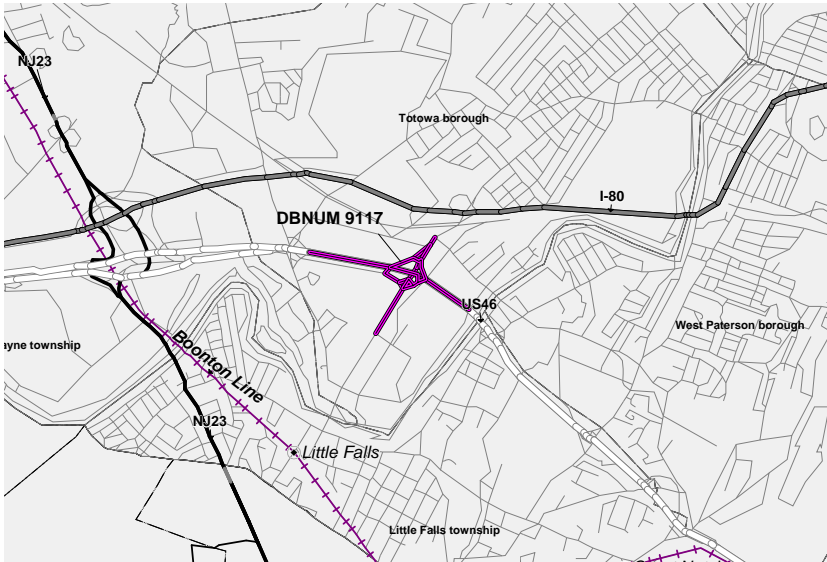 NJ23
Totowa borough
I-80
DBNUM 9117
US46
West Paterson borough
ayne township
Boonton Line
NJ23
Little Falls
Little Falls township